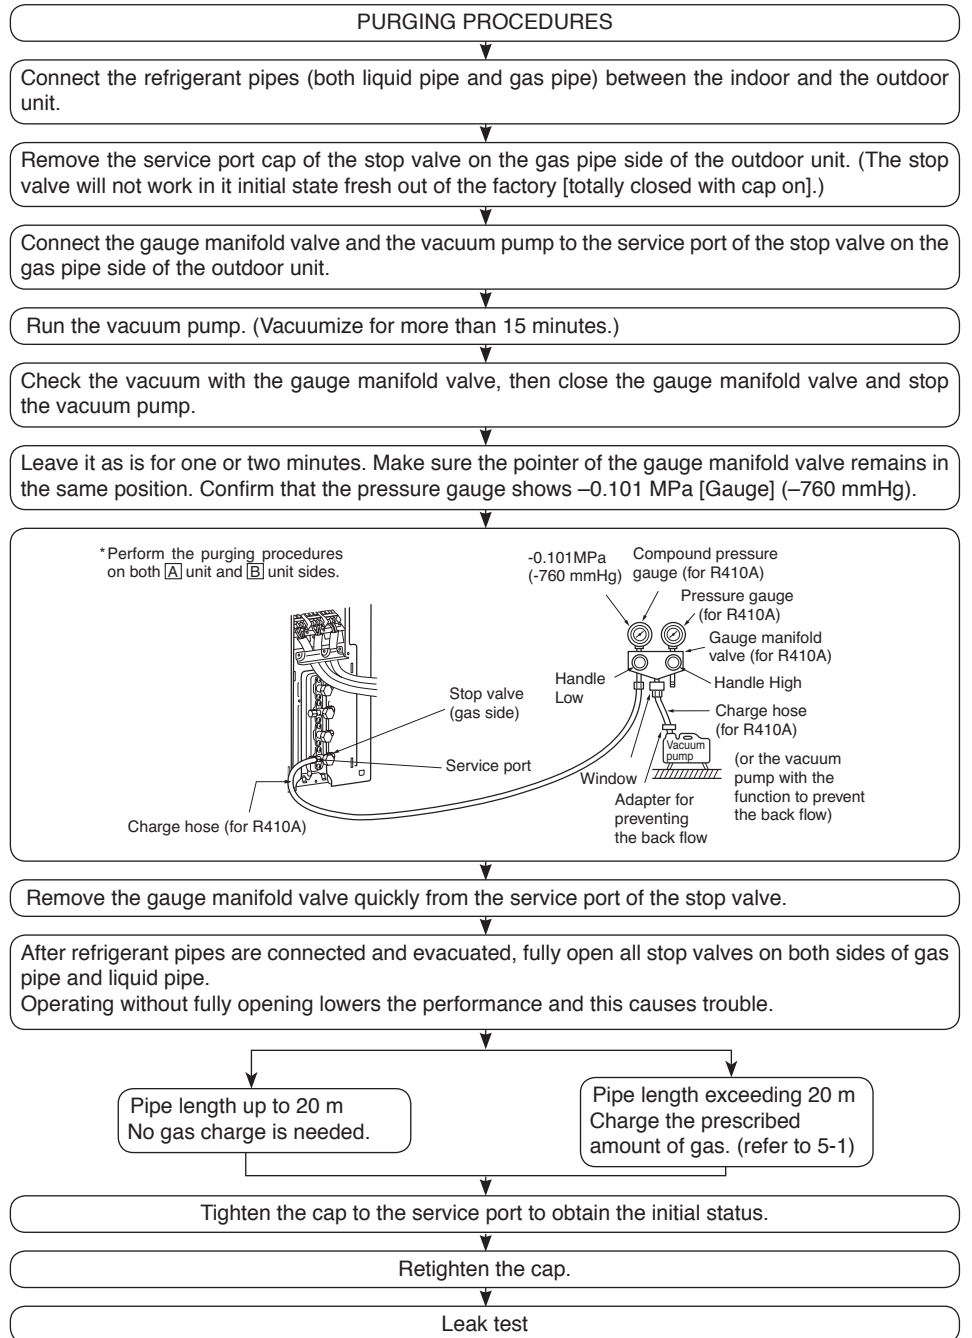 PURGING PROCEDURES
Connect the refrigerant pipes (both liquid pipe and gas pipe) between the indoor and the outdoor
unit.
Remove the service port cap of the stop valve on the gas pipe side of the outdoor unit. (The stop
valve will not work in it initial state fresh out of the factory [totally closed with cap on].)
Connect the gauge manifold valve and the vacuum pump to the service port of the stop valve on the
gas pipe side of the outdoor unit.
Run the vacuum pump. (Vacuumize for more than 15 minutes.)
Check the vacuum with the gauge manifold valve, then close the gauge manifold valve and stop
the vacuum pump.
Leave it as is for one or two minutes. Make sure the pointer of the gauge manifold valve remains in
the same position. Confirm that the pressure gauge shows –0.101 MPa [Gauge] (–760 mmHg).
*Perform the purging procedures
on both A unit and B unit sides.
-0.101MPa
(-760 mmHg)
Compound pressure
gauge (for R410A)
Pressure gauge
(for R410A)
Gauge manifold
valve (for R410A)
Handle
Low
Handle High
Stop valve
(gas side)
Charge hose
(for R410A)
Service port
Vacuum
pump
Window
(or the vacuum
pump with the
function to prevent
the back flow)
Adapter for
preventing
the back flow
Charge hose (for R410A)
Remove the gauge manifold valve quickly from the service port of the stop valve.
After refrigerant pipes are connected and evacuated, fully open all stop valves on both sides of gas
pipe and liquid pipe.
Operating without fully opening lowers the performance and this causes trouble.
Pipe length up to 20 m
No gas charge is needed.
Pipe length exceeding 20 m
Charge the prescribed
amount of gas. (refer to 5-1)
Tighten the cap to the service port to obtain the initial status.
Retighten the cap.
Leak test